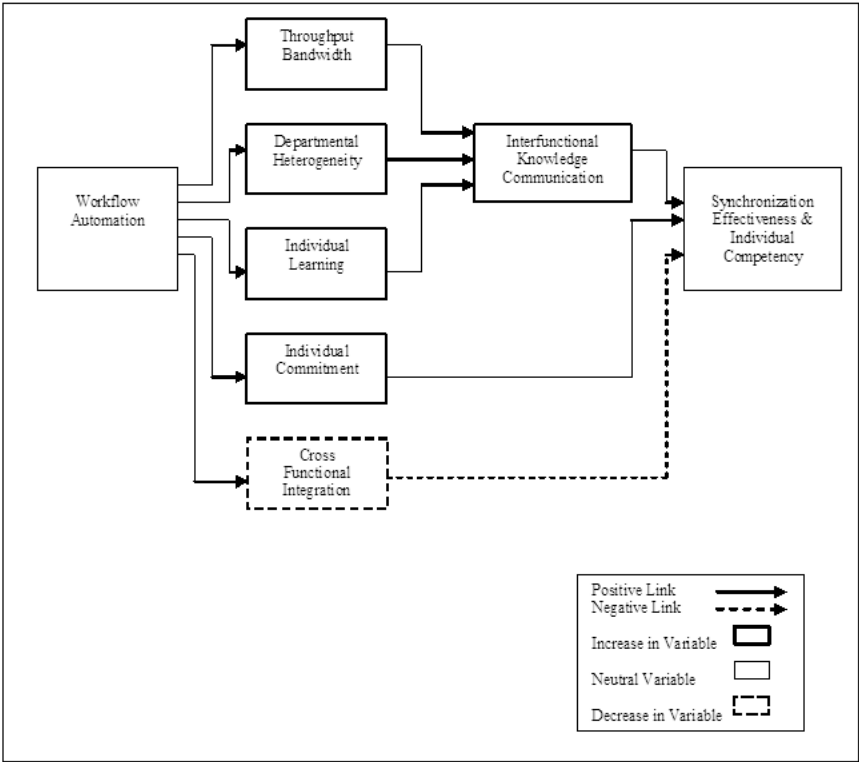 Throughput
Bandwidth
Departmental
Heterogeneity
Interfunctional
Knowledge
Communication
Workflow
Automation
Synchronization
Effectiveness &
Individual
Competency
Individual
Learning
Individual
Commitment
Cross
Functional
Integration
Positive Link
Negative Link
Increase in Variable
Neutral Variable
Decrease in Variable